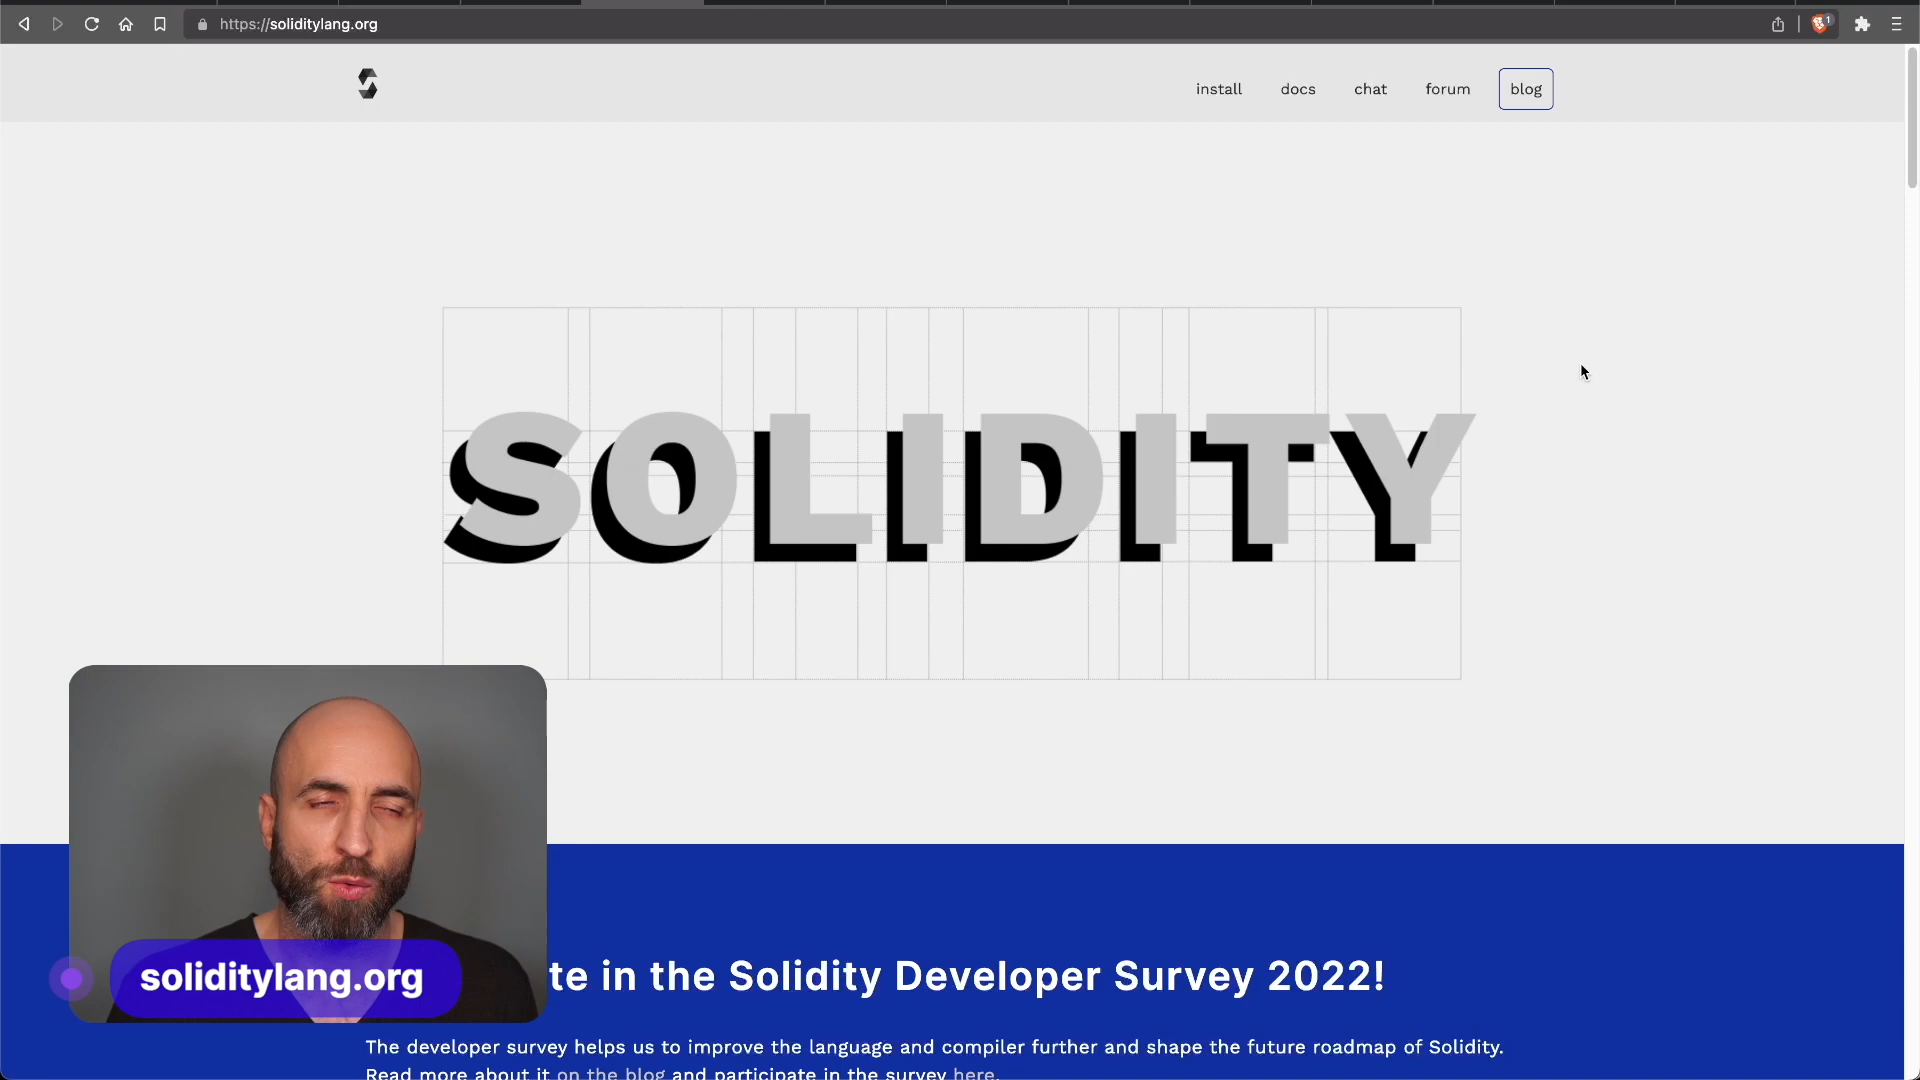 https://soliditylang.org
1
install docs chat forum blog
SOLIDITY
soliditylang.org
te in the Solidity Developer Survey 2022!
The developer survey helps us to improve the language and compiler further and shape the future roadmap of Solidity.
Read more about it on the blog and participate in the survey here.